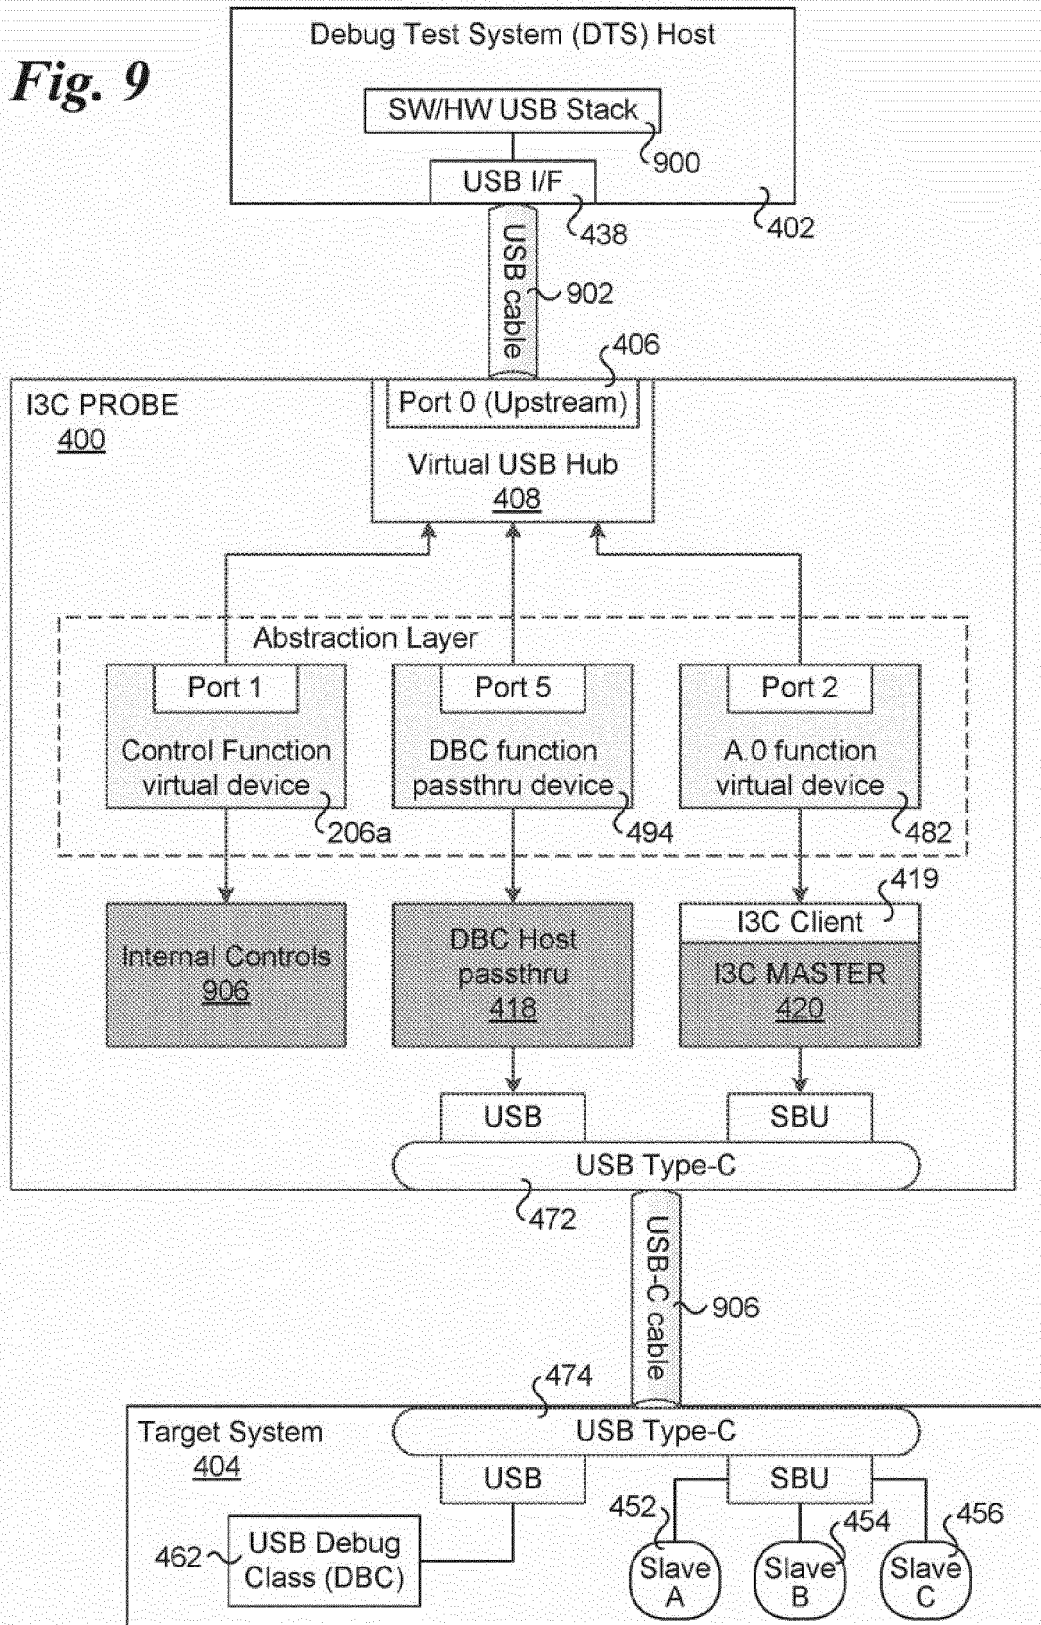 Fig. 9
Debug Test System (DTS) Host
SW/HW USB Stack
900
USB I/F
438
402
USB cable
902
406
I3C PROBE
400
Port 0 (Upstream)
Virtual USB Hub
408
Abstraction Layer
Port 1
Control Function
virtual device
206a
Port 5
DBC function
passthru device
494
Port 2
A.0 function
virtual device
482
Internal Controls
906
DBC Host
passthru
418
419
I3C Client
I3C MASTER
420
USB
SBU
USB Type-C
472
USB-C cable
906
474
Target System
404
USB Type-C
USB
SBU
462
USB Debug
Class (DBC)
452
Slave
A
454
Slave
B
456
Slave
C